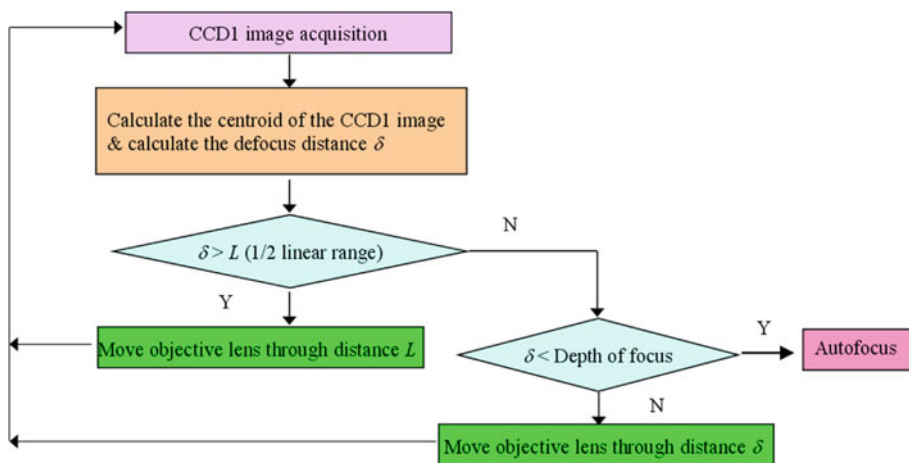 CCD1 image acquisition
Calculate the centroid of the CCD1 image
& calculate the defocus distance δ
N
δ > L (1/2 linear range)
Y
Move objective lens through distance L
Y
δ < Depth of focus
Autofocus
N
Move objective lens through distance δ